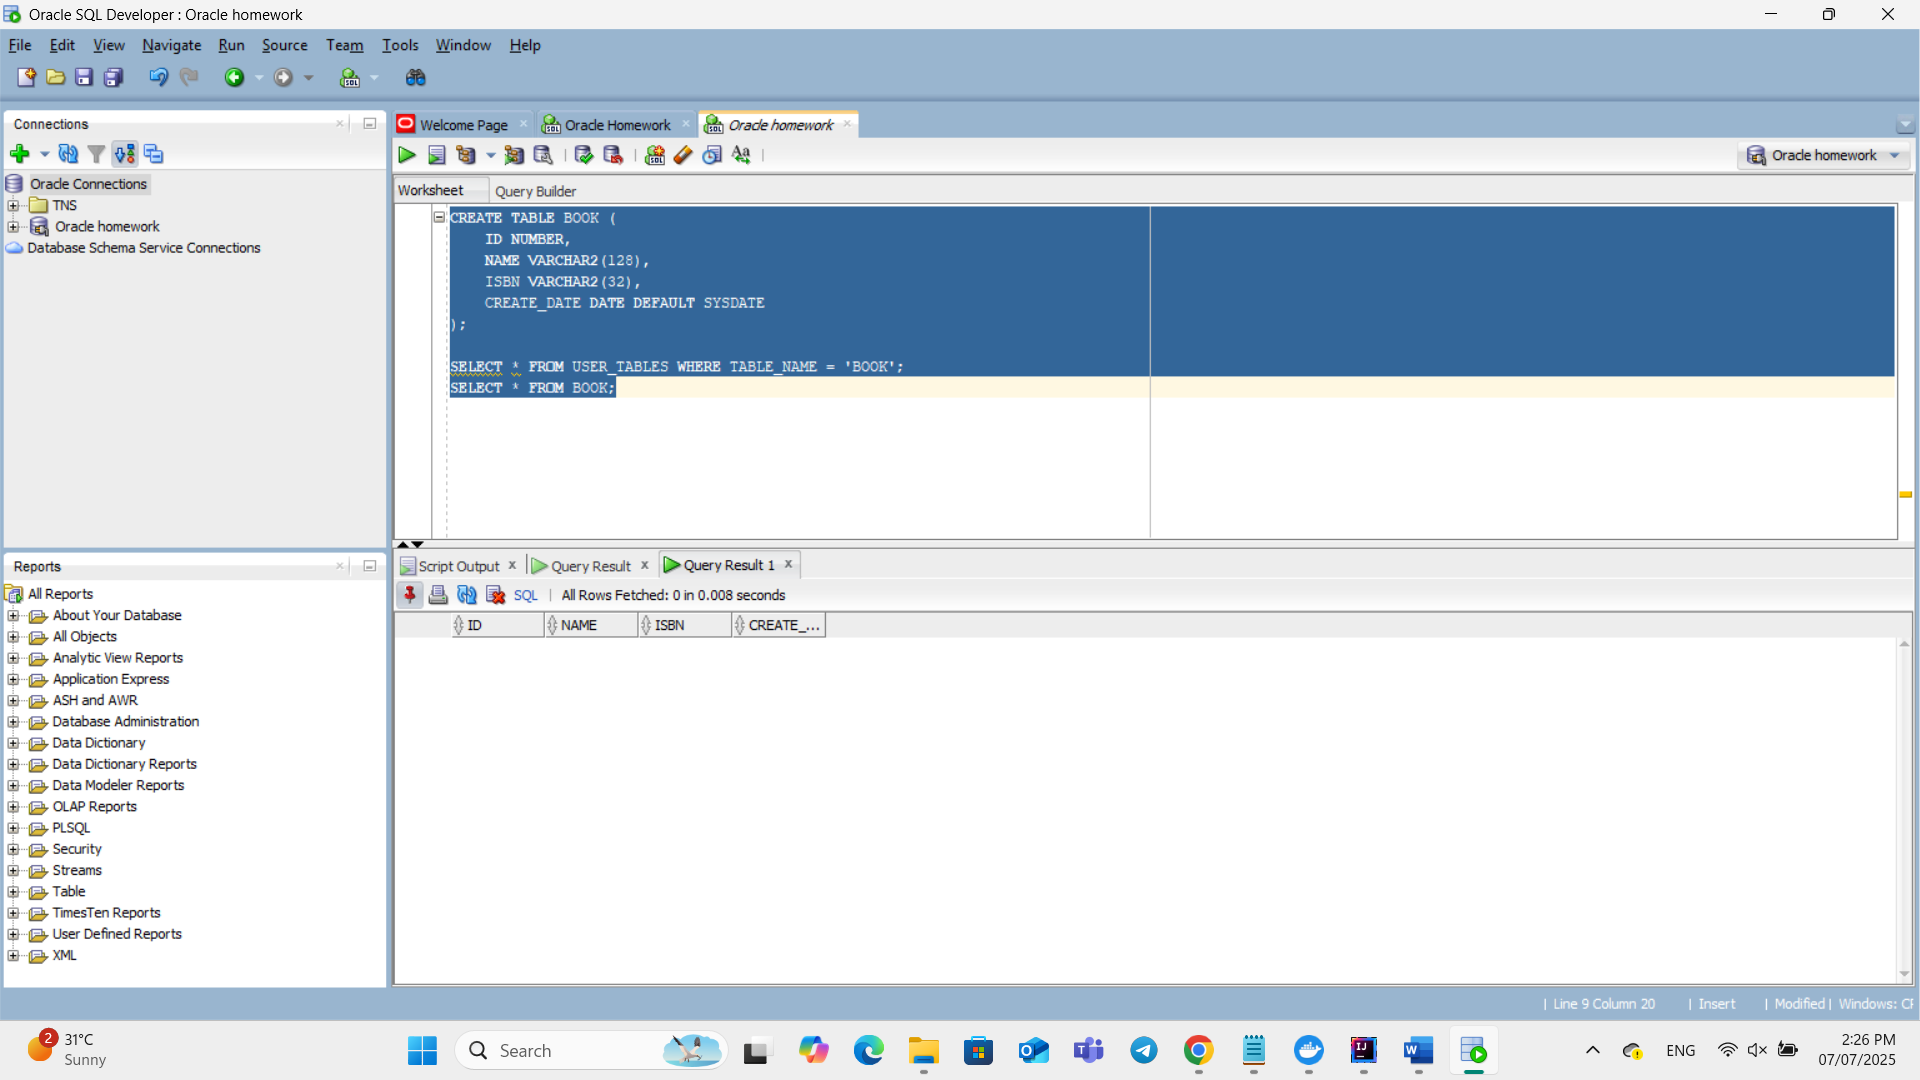 Oracle SQL Developer : Oracle homework
File Edit View Navigate Run Source Team Tools Window Help
Connections
Oracle Connections
TNS
Oracle homework
Database Schema Service Connections
Welcome Page
Oracle Homework
Oracle homework
Oracle homework
Worksheet
Query Builder
CREATE TABLE BOOK (
ID NUMBER,
NAME VARCHAR2(128),
ISBN VARCHAR2(32),
CREATE_DATE DATE DEFAULT SYSDATE
);
SELECT * FROM USER_TABLES WHERE TABLE_NAME = 'BOOK';
SELECT * FROM BOOK;
Reports
All Reports
About Your Database
All Objects
Analytic View Reports
Application Express
ASH and AWR
Database Administration
Data Dictionary
Data Dictionary Reports
Data Modeler Reports
OLAP Reports
PLSQL
Security
Streams
Table
TimesTen Reports
User Defined Reports
XML
Script Output
Query Result
Query Result 1
SQL | All Rows Fetched: 0 in 0.008 seconds
ID NAME ISBN CREATE_...
| Line 9 Column 20 | Insert | Modified | Windows: CF
2
31°C
Sunny
Search
ENG
2:26 PM
07/07/2025